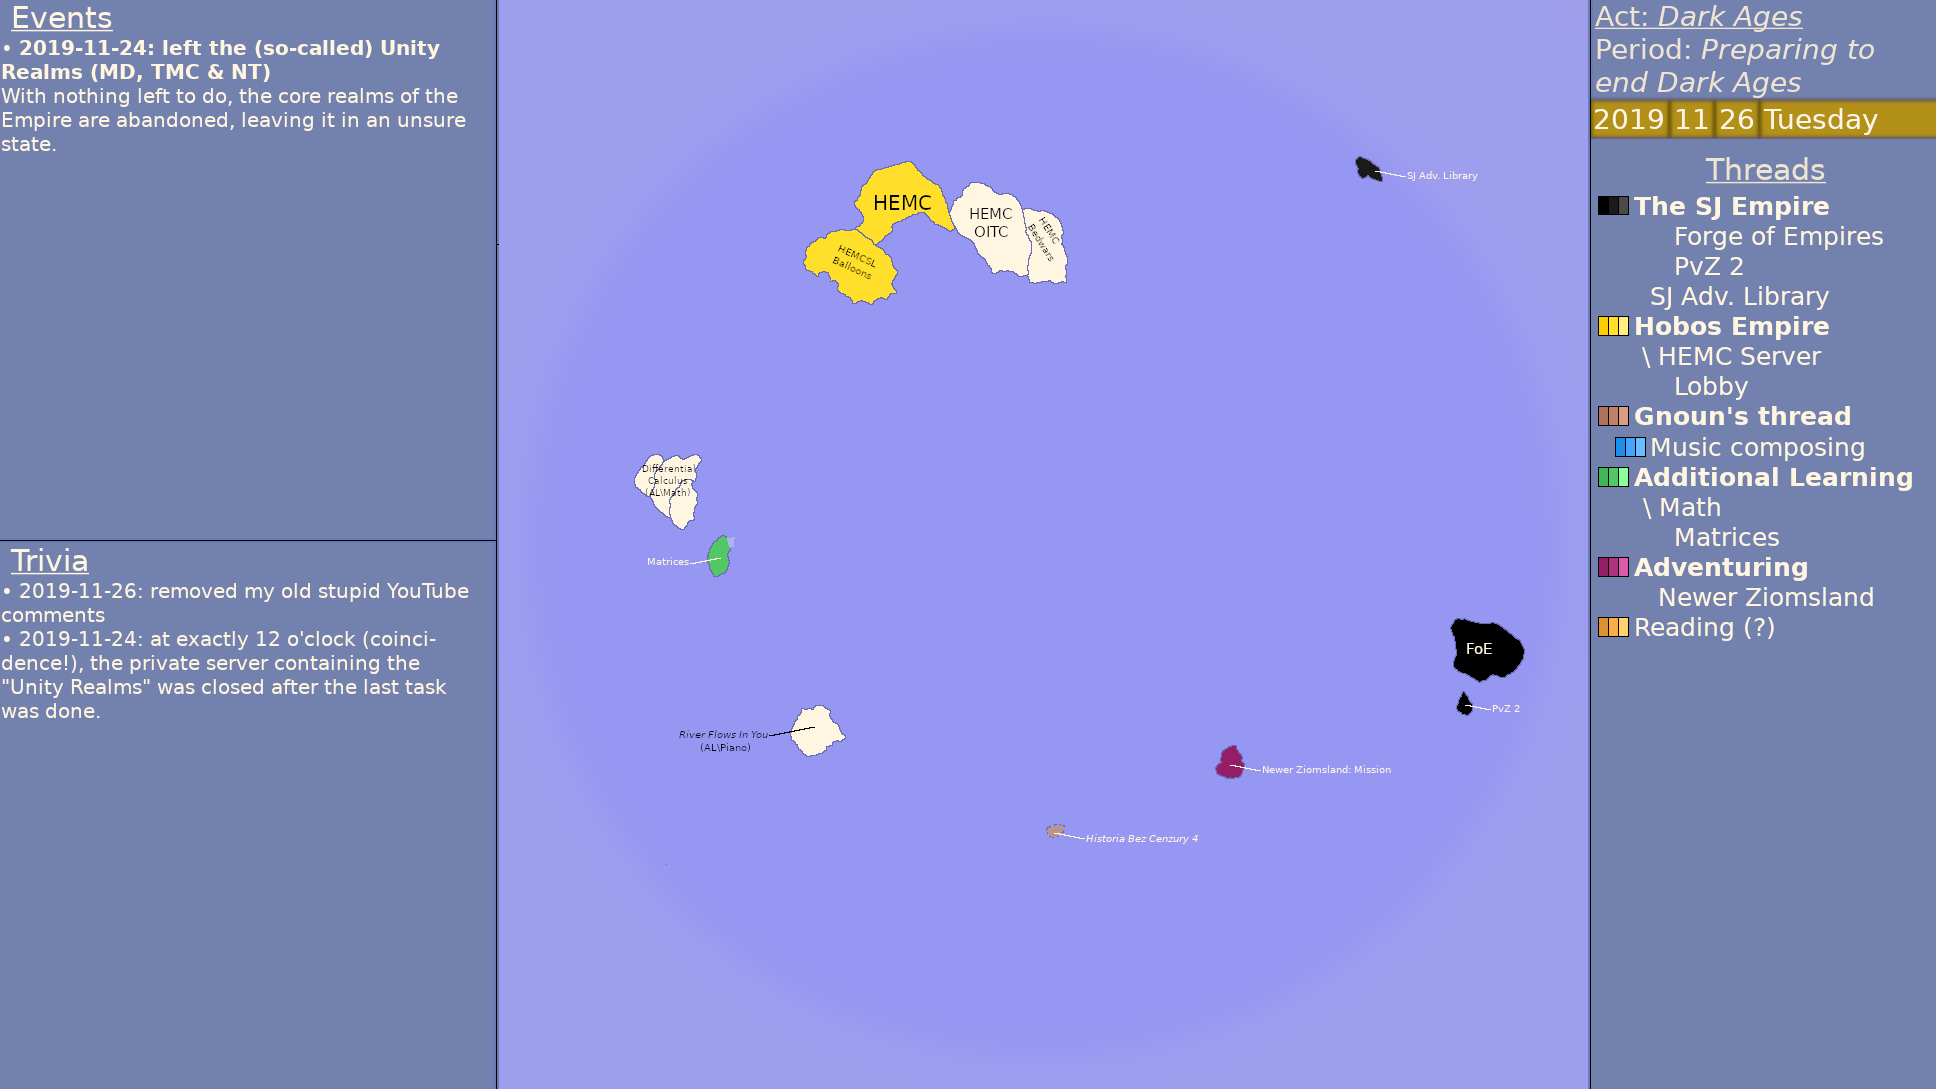 Events
• 2019-11-24: left the (so-called) Unity
Realms (MD, TMC & NT)
With nothing left to do, the core realms of the
Empire are abandoned, leaving it in an unsure
state.
Trivia
• 2019-11-26: removed my old stupid YouTube
comments
• 2019-11-24: at exactly 12 o'clock (coinci-
dence!), the private server containing the
"Unity Realms" was closed after the last task
was done.
HEMC
HEMC
OITC
HEMC
Bedwars
HEMCSL
Balloons
SJ Adv. Library
Differential
Calculus
(AL\Math)
Matrices
River Flows In You
(AL\Piano)
FoE
PvZ 2
Newer Ziomsland: Mission
Historia Bez Cenzury 4
Act: Dark Ages
Period: Preparing to
end Dark Ages
2019 11 26 Tuesday
Threads
The SJ Empire
Forge of Empires
PvZ 2
SJ Adv. Library
Hobos Empire
\ HEMC Server
Lobby
Gnoun's thread
Music composing
Additional Learning
\ Math
Matrices
Adventuring
Newer Ziomsland
Reading (?)